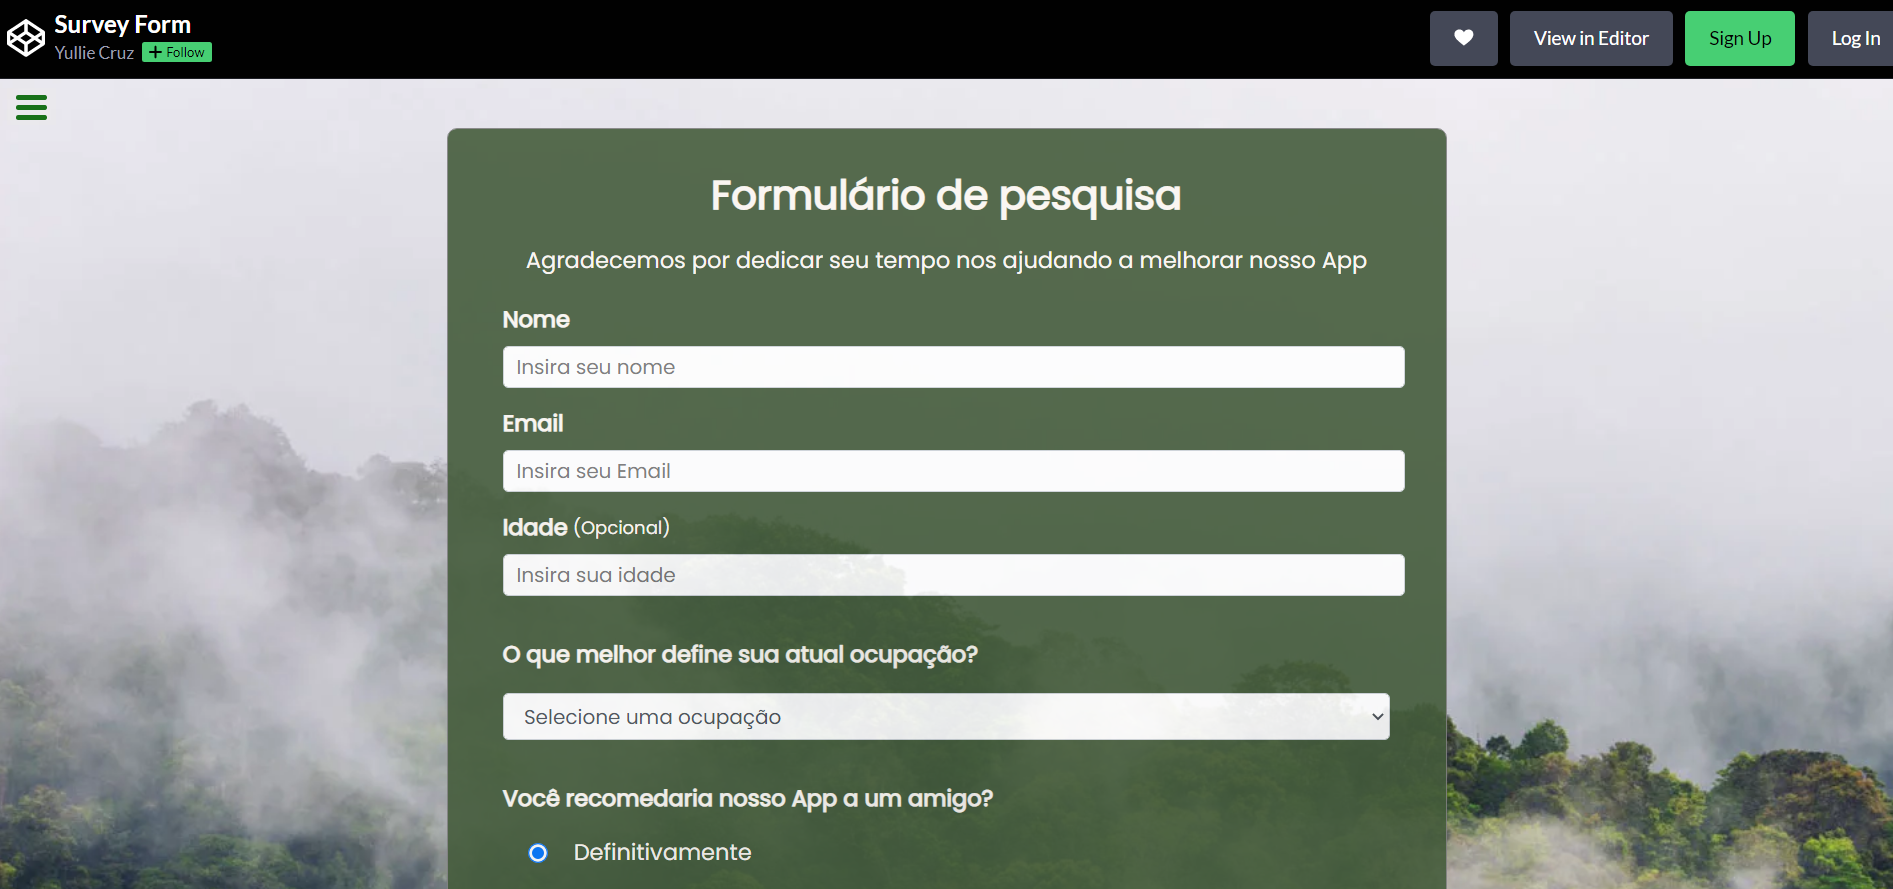 Survey Form
Yullie Cruz
+ Follow
View in Editor
Sign Up
Log In
Formulário de pesquisa
Agradecemos por dedicar seu tempo nos ajudando a melhorar nosso App
Nome
Insira seu nome
Email
Insira seu Email
Idade (Opcional)
Insira sua idade
O que melhor define sua atual ocupação?
Selecione uma ocupação
Você recomedaria nosso App a um amigo?
Definitivamente